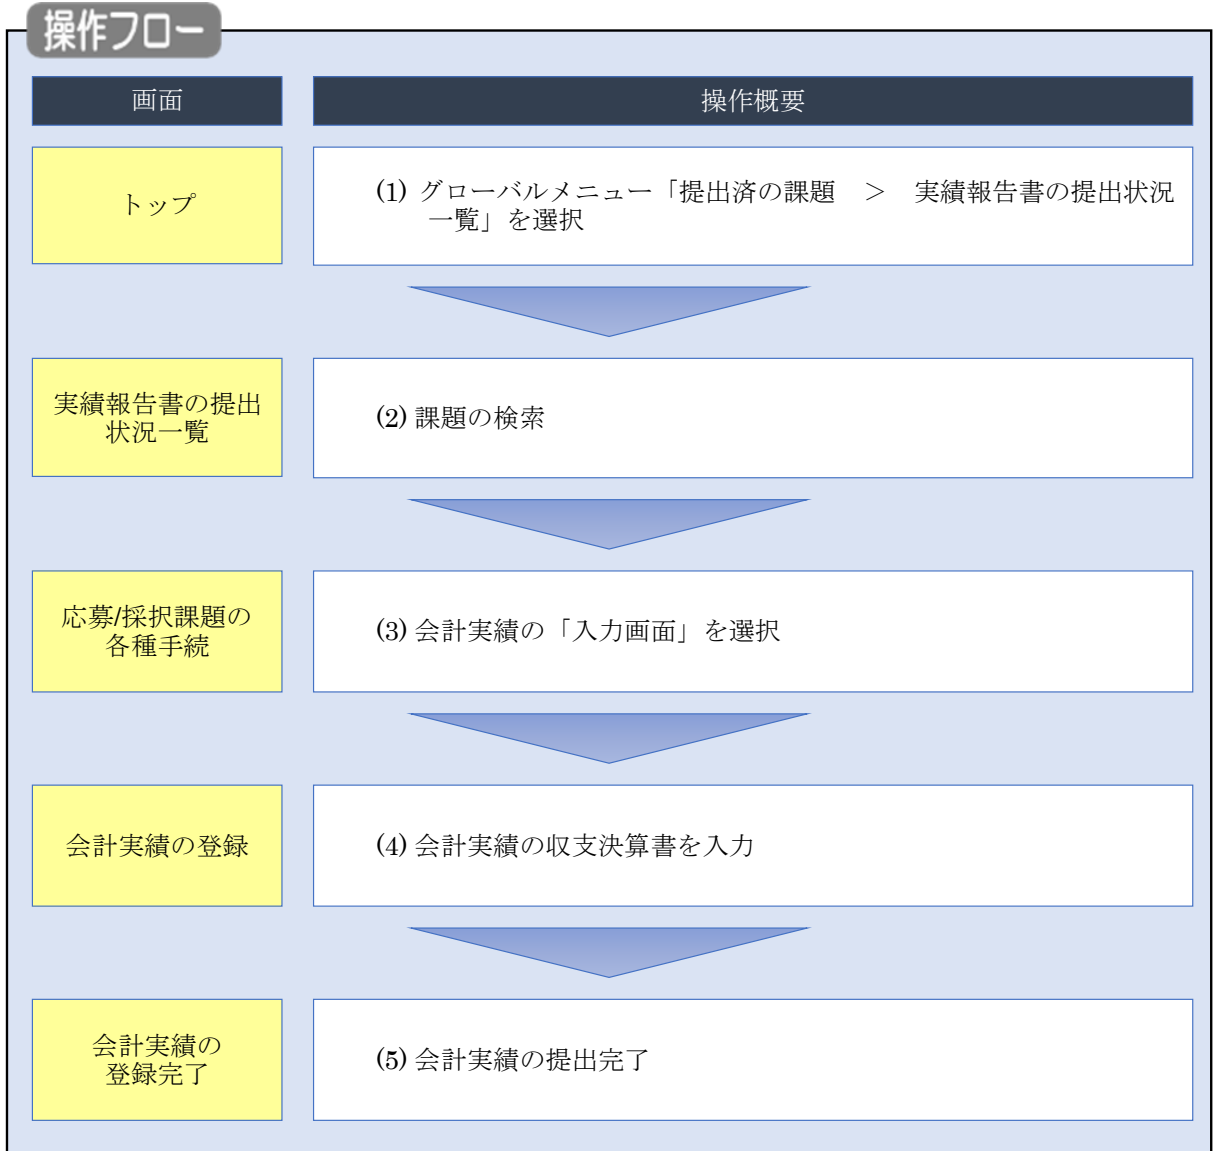 操作フロー
画面
操作概要
トップ
(1) グローバルメニュー「提出済の課題　＞　実績報告書の提出状況
一覧」を選択
実績報告書の提出
状況一覧
(2) 課題の検索
応募/採択課題の
各種手続
(3) 会計実績の「入力画面」を選択
会計実績の登録
(4) 会計実績の収支決算書を入力
会計実績の
登録完了
(5) 会計実績の提出完了